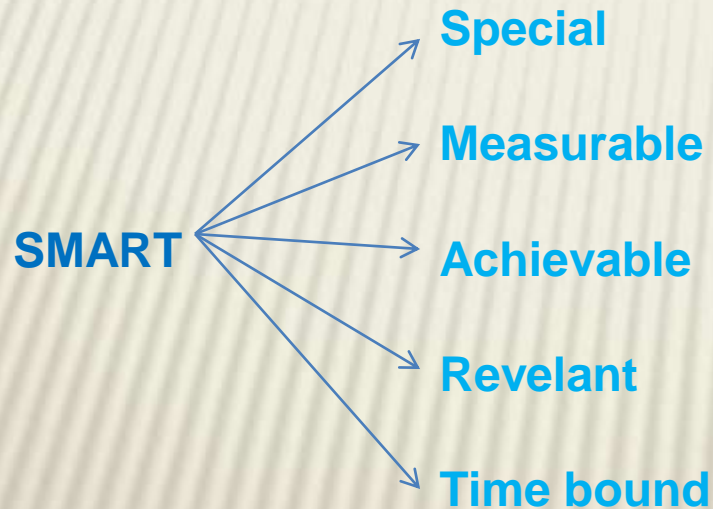 Special
Measurable
SMART
Achievable
Revelant
Time bound